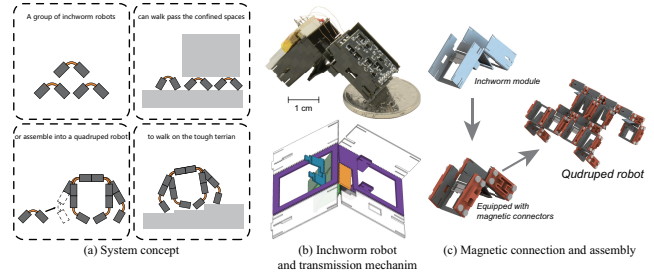 A group of inchworm robots
can walk pass the confined spaces
or assemble into a quadruped robot
to walk on the tough terrian
(a) System concept
1 cm
(b) Inchworm robot
and transmission mechanim
Inchworm module
Equipped with
magnetic connectors
Qudruped robot
(c) Magnetic connection and assembly